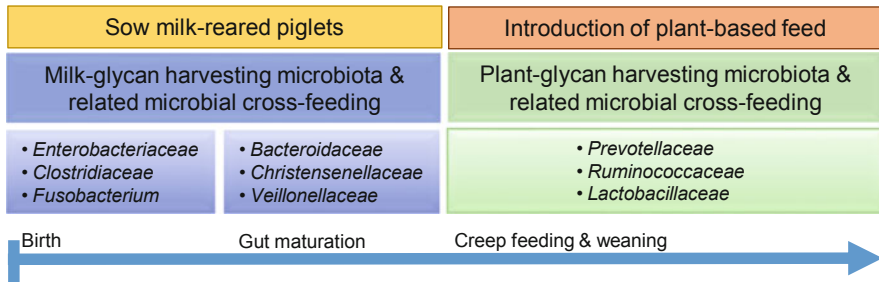 Sow milk-reared piglets
Introduction of plant-based feed
Milk-glycan harvesting microbiota &
related microbial cross-feeding
Plant-glycan harvesting microbiota &
related microbial cross-feeding
• Enterobacteriaceae
• Clostridiaceae
• Fusobacterium
• Bacteroidaceae
• Christensenellaceae
• Veillonellaceae
• Prevotellaceae
• Ruminococcaceae
• Lactobacillaceae
Birth
Gut maturation
Creep feeding & weaning